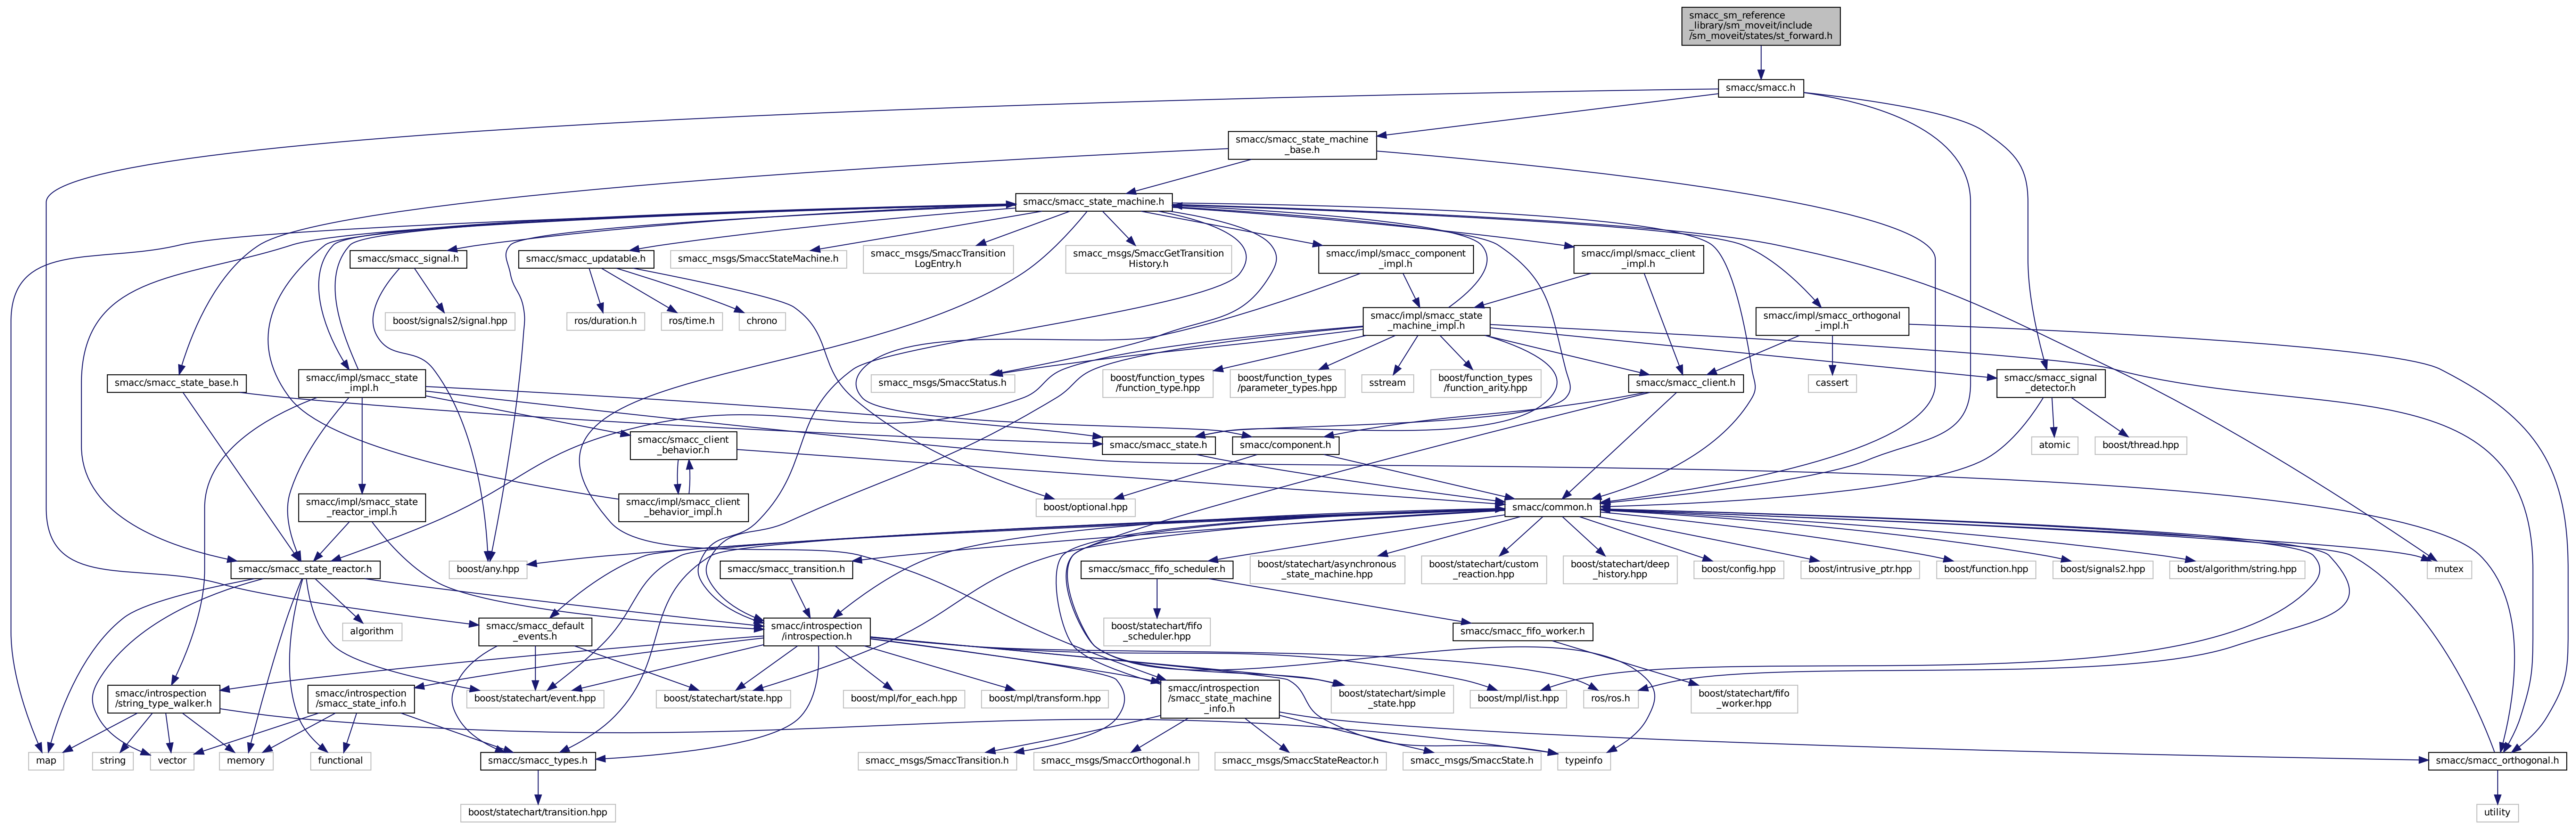 smacc_sm_reference
_library/sm_moveit/include
/sm_moveit/states/st_forward.h
smacc/smacc.h
smacc/smacc_state_machine
_base.h
smacc/smacc_state_machine.h
smacc/smacc_signal.h
smacc/smacc_updatable.h
smacc_msgs/SmaccStateMachine.h
smacc_msgs/SmaccTransition
LogEntry.h
smacc_msgs/SmaccGetTransition
History.h
smacc/impl/smacc_component
_impl.h
smacc/impl/smacc_client
_impl.h
boost/signals2/signal.hpp
ros/duration.h
ros/time.h
chrono
smacc/impl/smacc_state
_machine_impl.h
smacc/impl/smacc_orthogonal
_impl.h
smacc/smacc_state_base.h
smacc/impl/smacc_state
_impl.h
smacc_msgs/SmaccStatus.h
boost/function_types
/function_type.hpp
boost/function_types
/parameter_types.hpp
sstream
boost/function_types
/function_arity.hpp
smacc/smacc_client.h
cassert
smacc/smacc_signal
_detector.h
smacc/smacc_client
_behavior.h
smacc/smacc_state.h
smacc/component.h
atomic
boost/thread.hpp
smacc/impl/smacc_state
_reactor_impl.h
smacc/impl/smacc_client
_behavior_impl.h
boost/optional.hpp
smacc/common.h
smacc/smacc_state_reactor.h
boost/any.hpp
smacc/smacc_transition.h
smacc/smacc_fifo_scheduler.h
boost/statechart/asynchronous
_state_machine.hpp
boost/statechart/custom
_reaction.hpp
boost/statechart/deep
_history.hpp
boost/config.hpp
boost/intrusive_ptr.hpp
boost/function.hpp
boost/signals2.hpp
boost/algorithm/string.hpp
mutex
algorithm
smacc/smacc_default
_events.h
smacc/introspection
/introspection.h
boost/statechart/fifo
_scheduler.hpp
smacc/smacc_fifo_worker.h
smacc/introspection
/string_type_walker.h
smacc/introspection
/smacc_state_info.h
boost/statechart/event.hpp
boost/statechart/state.hpp
boost/mpl/for_each.hpp
boost/mpl/transform.hpp
smacc/introspection
/smacc_state_machine
_info.h
boost/statechart/simple
_state.hpp
boost/mpl/list.hpp
ros/ros.h
boost/statechart/fifo
_worker.hpp
map
string
vector
memory
functional
smacc/smacc_types.h
smacc_msgs/SmaccTransition.h
smacc_msgs/SmaccOrthogonal.h
smacc_msgs/SmaccStateReactor.h
smacc_msgs/SmaccState.h
typeinfo
smacc/smacc_orthogonal.h
boost/statechart/transition.hpp
utility